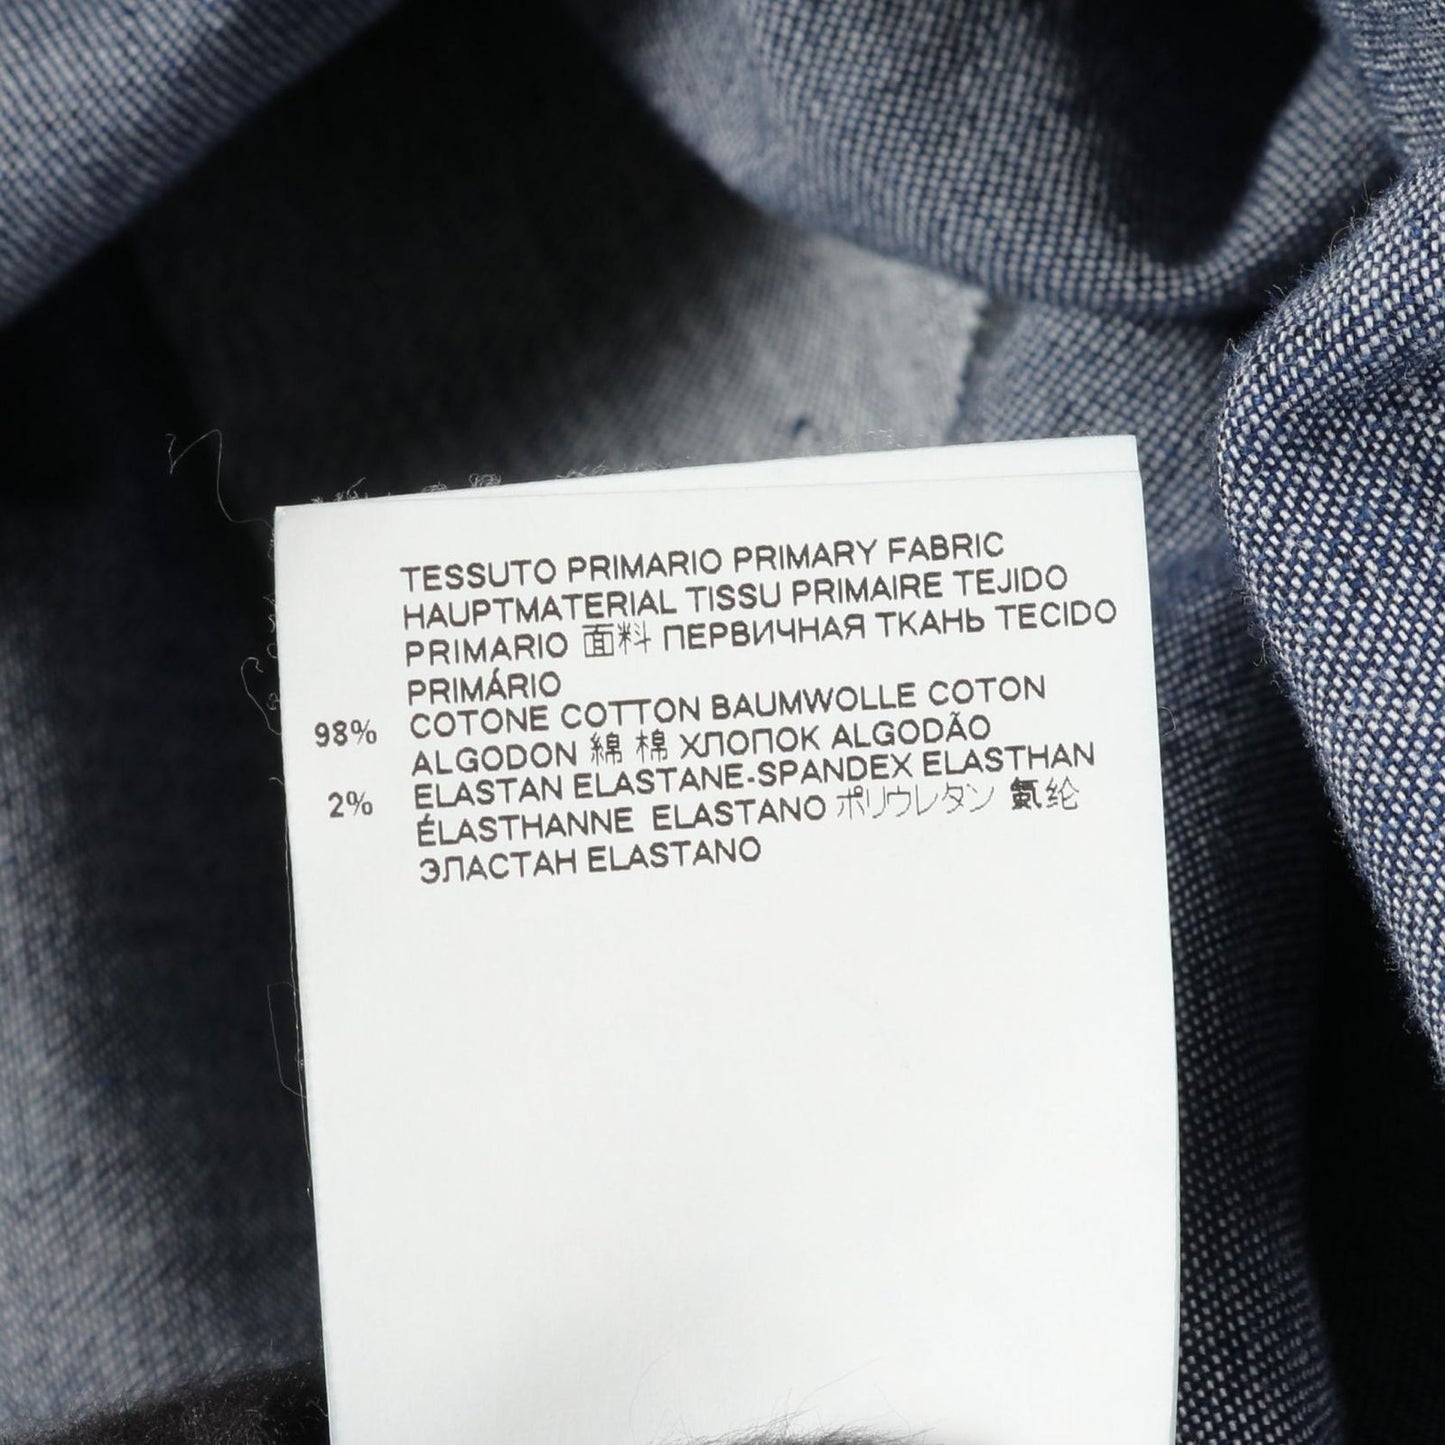 TESSUTO PRIMARIO PRIMARY FABRIC
HAUPTMATERIAL TISSU PRIMAIRE TEJIDO
PRIMARIO 面料 ПЕРВИЧНАЯ ТКАНЬ TECIDO
PRIMÁRIO
98% COTONE COTTON BAUMWOLLE COTON
ALGODON 綿 棉 ХЛОПОК ALGODÃO
2% ELASTAN ELASTANE-SPANDEX ELASTHAN
ÉLASTHANNE ELASTANO ポリウレタン 氨纶
ЭЛАСТАН ELASTANO